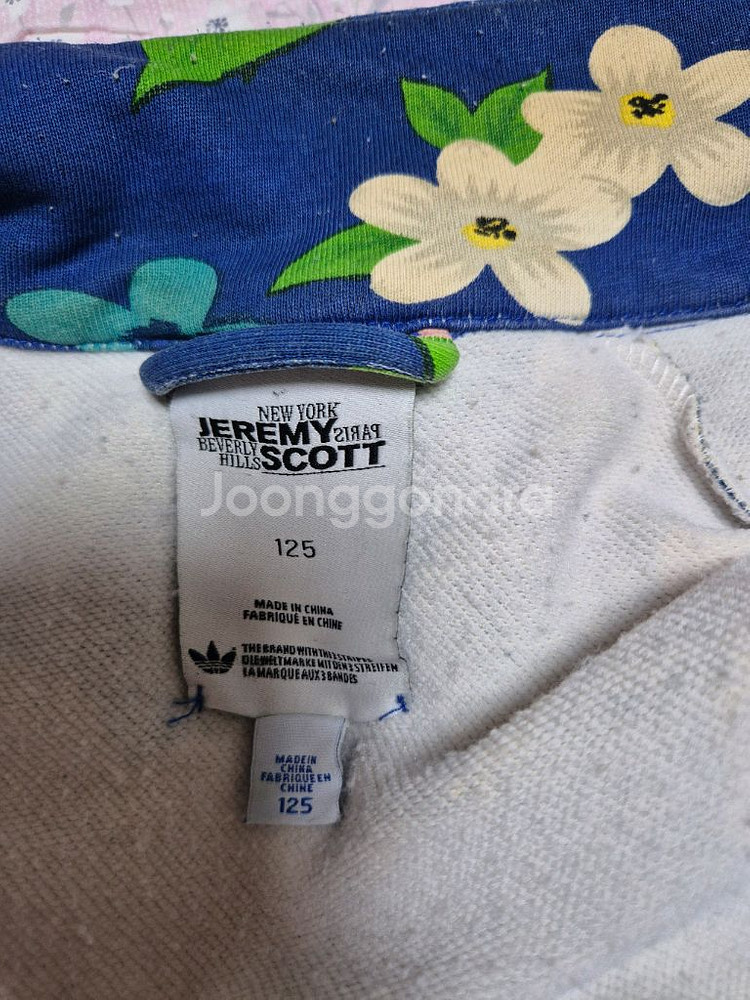 NEW YORK
JEREMY PARIS
BEVERLY
HILLS SCOTT
Joonggonara
125
MADE IN CHINA
FABRIQUÉ EN CHINE
THE BRAND WITH THE 3 STRIPES
DIE WELTMARKE MIT DEN 3 STREIFEN
LA MARQUE AUX 3 BANDES
MADE IN
CHINA
FABRIQUE EN
CHINE
125